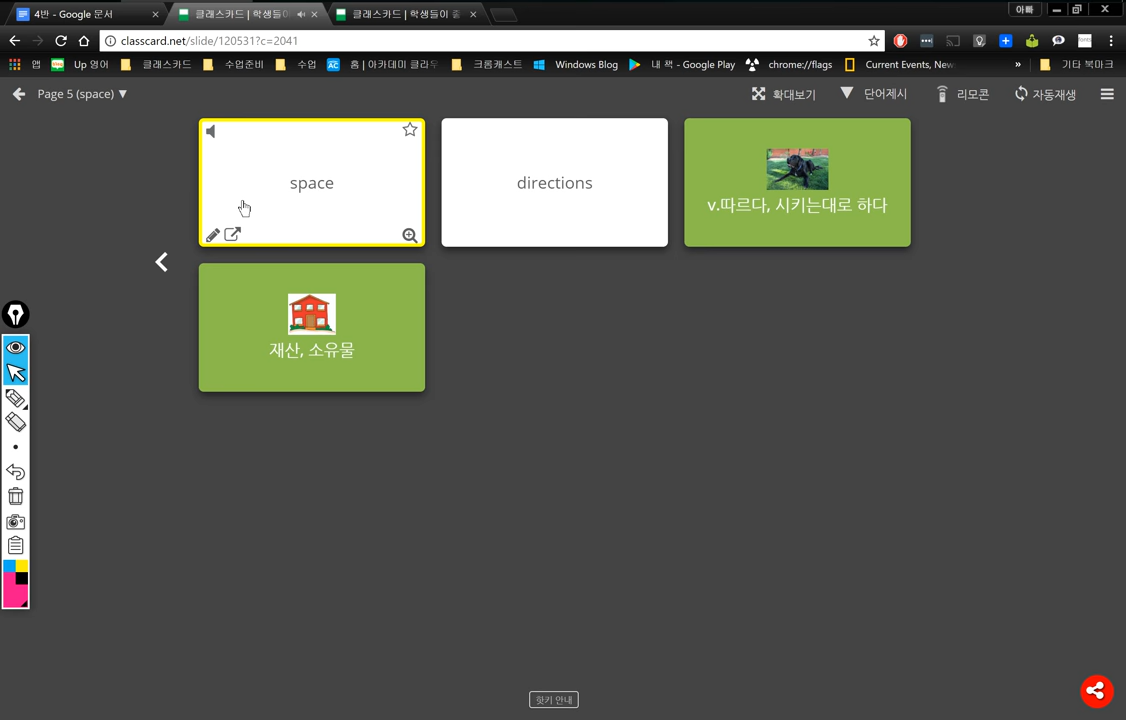 4반 - Google 문서
클래스카드 | 학생들이
클래스카드 | 학생들이 좋
아빠
classcard.net/slide/120531?c=2041
앱
Up 영어
클래스카드
수업준비
수업
홈 | 아카데미 클라우
크롬캐스트
Windows Blog
내 책 - Google Play
chrome://flags
Current Events, New
»
기타 북마크
Page 5 (space) ▼
확대보기
단어제시
리모콘
자동재생
space
directions
v.따르다, 시키는대로 하다
재산, 소유물
핫키 안내